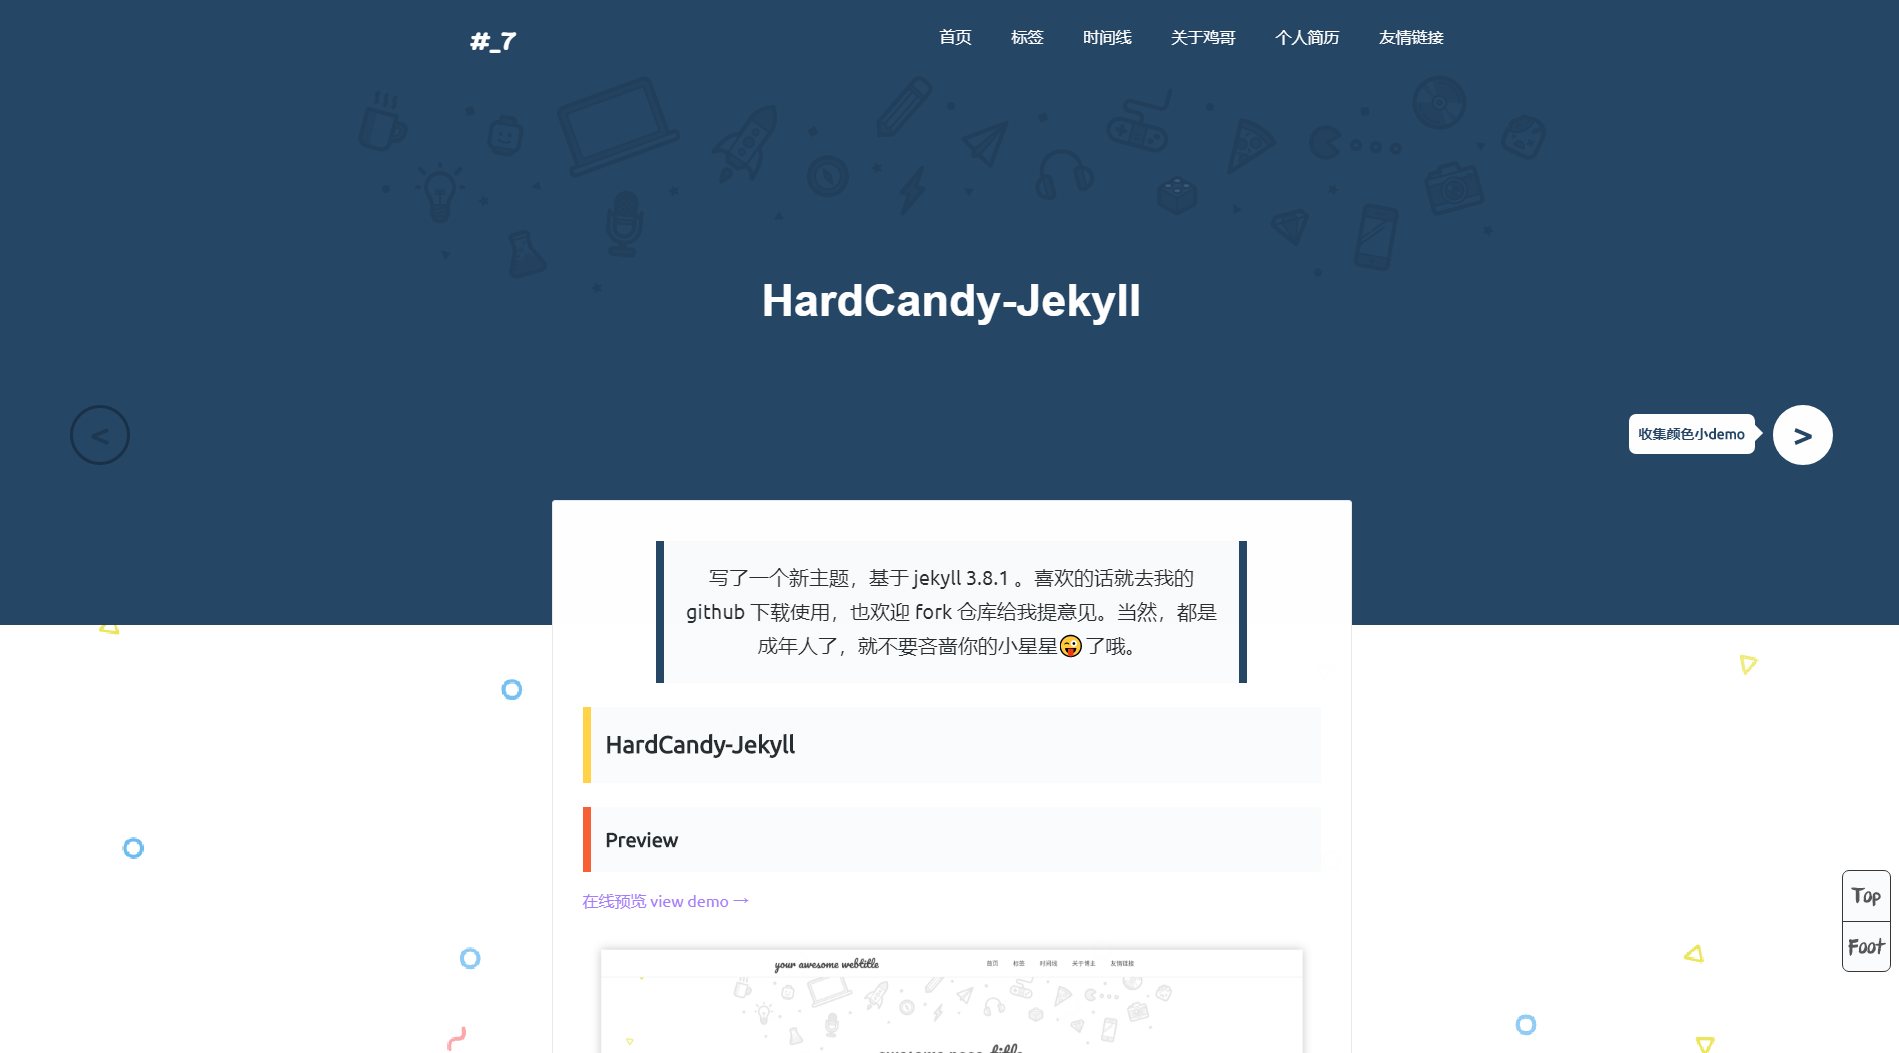 #_7
首页 标签 时间线 关于鸡哥 个人简历 友情链接
HardCandy-Jekyll
<
收集颜色小demo
>
写了一个新主题，基于 jekyll 3.8.1 。喜欢的话就去我的
github 下载使用，也欢迎 fork 仓库给我提意见。当然，都是
成年人了，就不要吝啬你的小星星😜了哦。
HardCandy-Jekyll
Preview
在线预览 view demo →
Top
Foot
your awesome webtitle
首页 标签 时间线 关于博主 友情链接